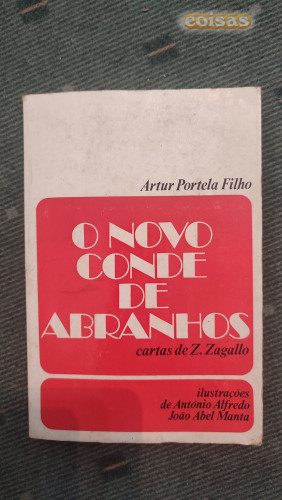 coisas
Artur Portela Filho
O NOVO
CONDE
DE
ABRANHOS
cartas de Z. Zagallo
ilustrações
de António Alfredo
João Abel Manta